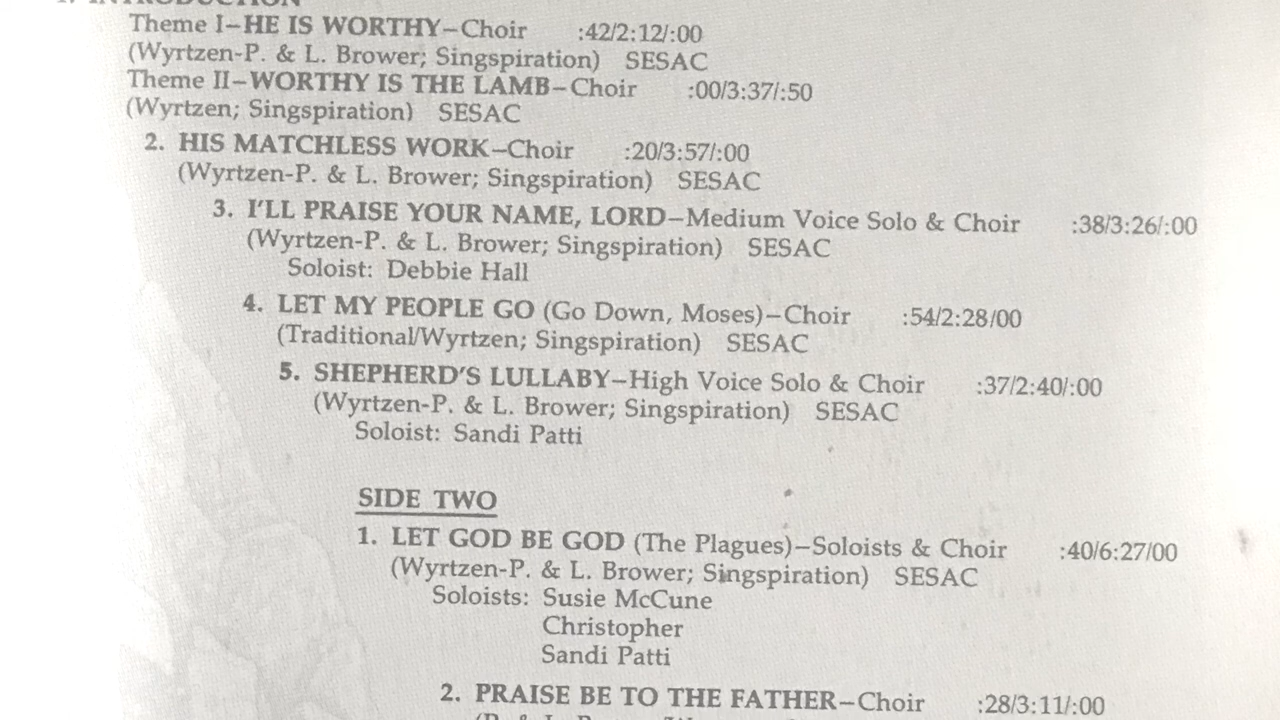 1. INTRODUCTION
Theme I–HE IS WORTHY–Choir :42/2:12/:00
(Wyrtzen-P. & L. Brower; Singspiration) SESAC
Theme II–WORTHY IS THE LAMB–Choir :00/3:37/:50
(Wyrtzen; Singspiration) SESAC
2. HIS MATCHLESS WORK–Choir :20/3:57/:00
(Wyrtzen-P. & L. Brower; Singspiration) SESAC
3. I'LL PRAISE YOUR NAME, LORD–Medium Voice Solo & Choir :38/3:26/:00
(Wyrtzen-P. & L. Brower; Singspiration) SESAC
Soloist: Debbie Hall
4. LET MY PEOPLE GO (Go Down, Moses)–Choir :54/2:28/00
(Traditional/Wyrtzen; Singspiration) SESAC
5. SHEPHERD'S LULLABY–High Voice Solo & Choir :37/2:40/:00
(Wyrtzen-P. & L. Brower; Singspiration) SESAC
Soloist: Sandi Patti
SIDE TWO
1. LET GOD BE GOD (The Plagues)–Soloists & Choir :40/6:27/00
(Wyrtzen-P. & L. Brower; Singspiration) SESAC
Soloists: Susie McCune
Christopher
Sandi Patti
2. PRAISE BE TO THE FATHER–Choir :28/3:11/:00